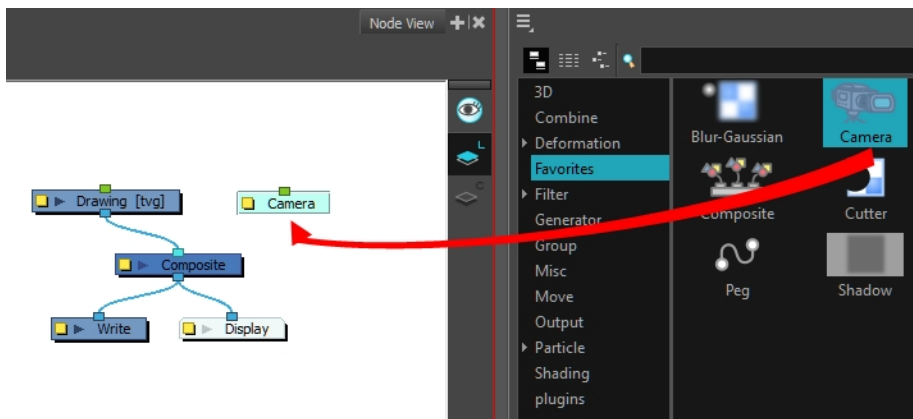 Node View
L
C
Drawing [tvg]
Camera
Composite
Write
Display
3D
Combine
Deformation
Favorites
Filter
Generator
Group
Misc
Move
Output
Particle
Shading
plugins
Blur-Gaussian
Camera
Composite
Cutter
Peg
Shadow